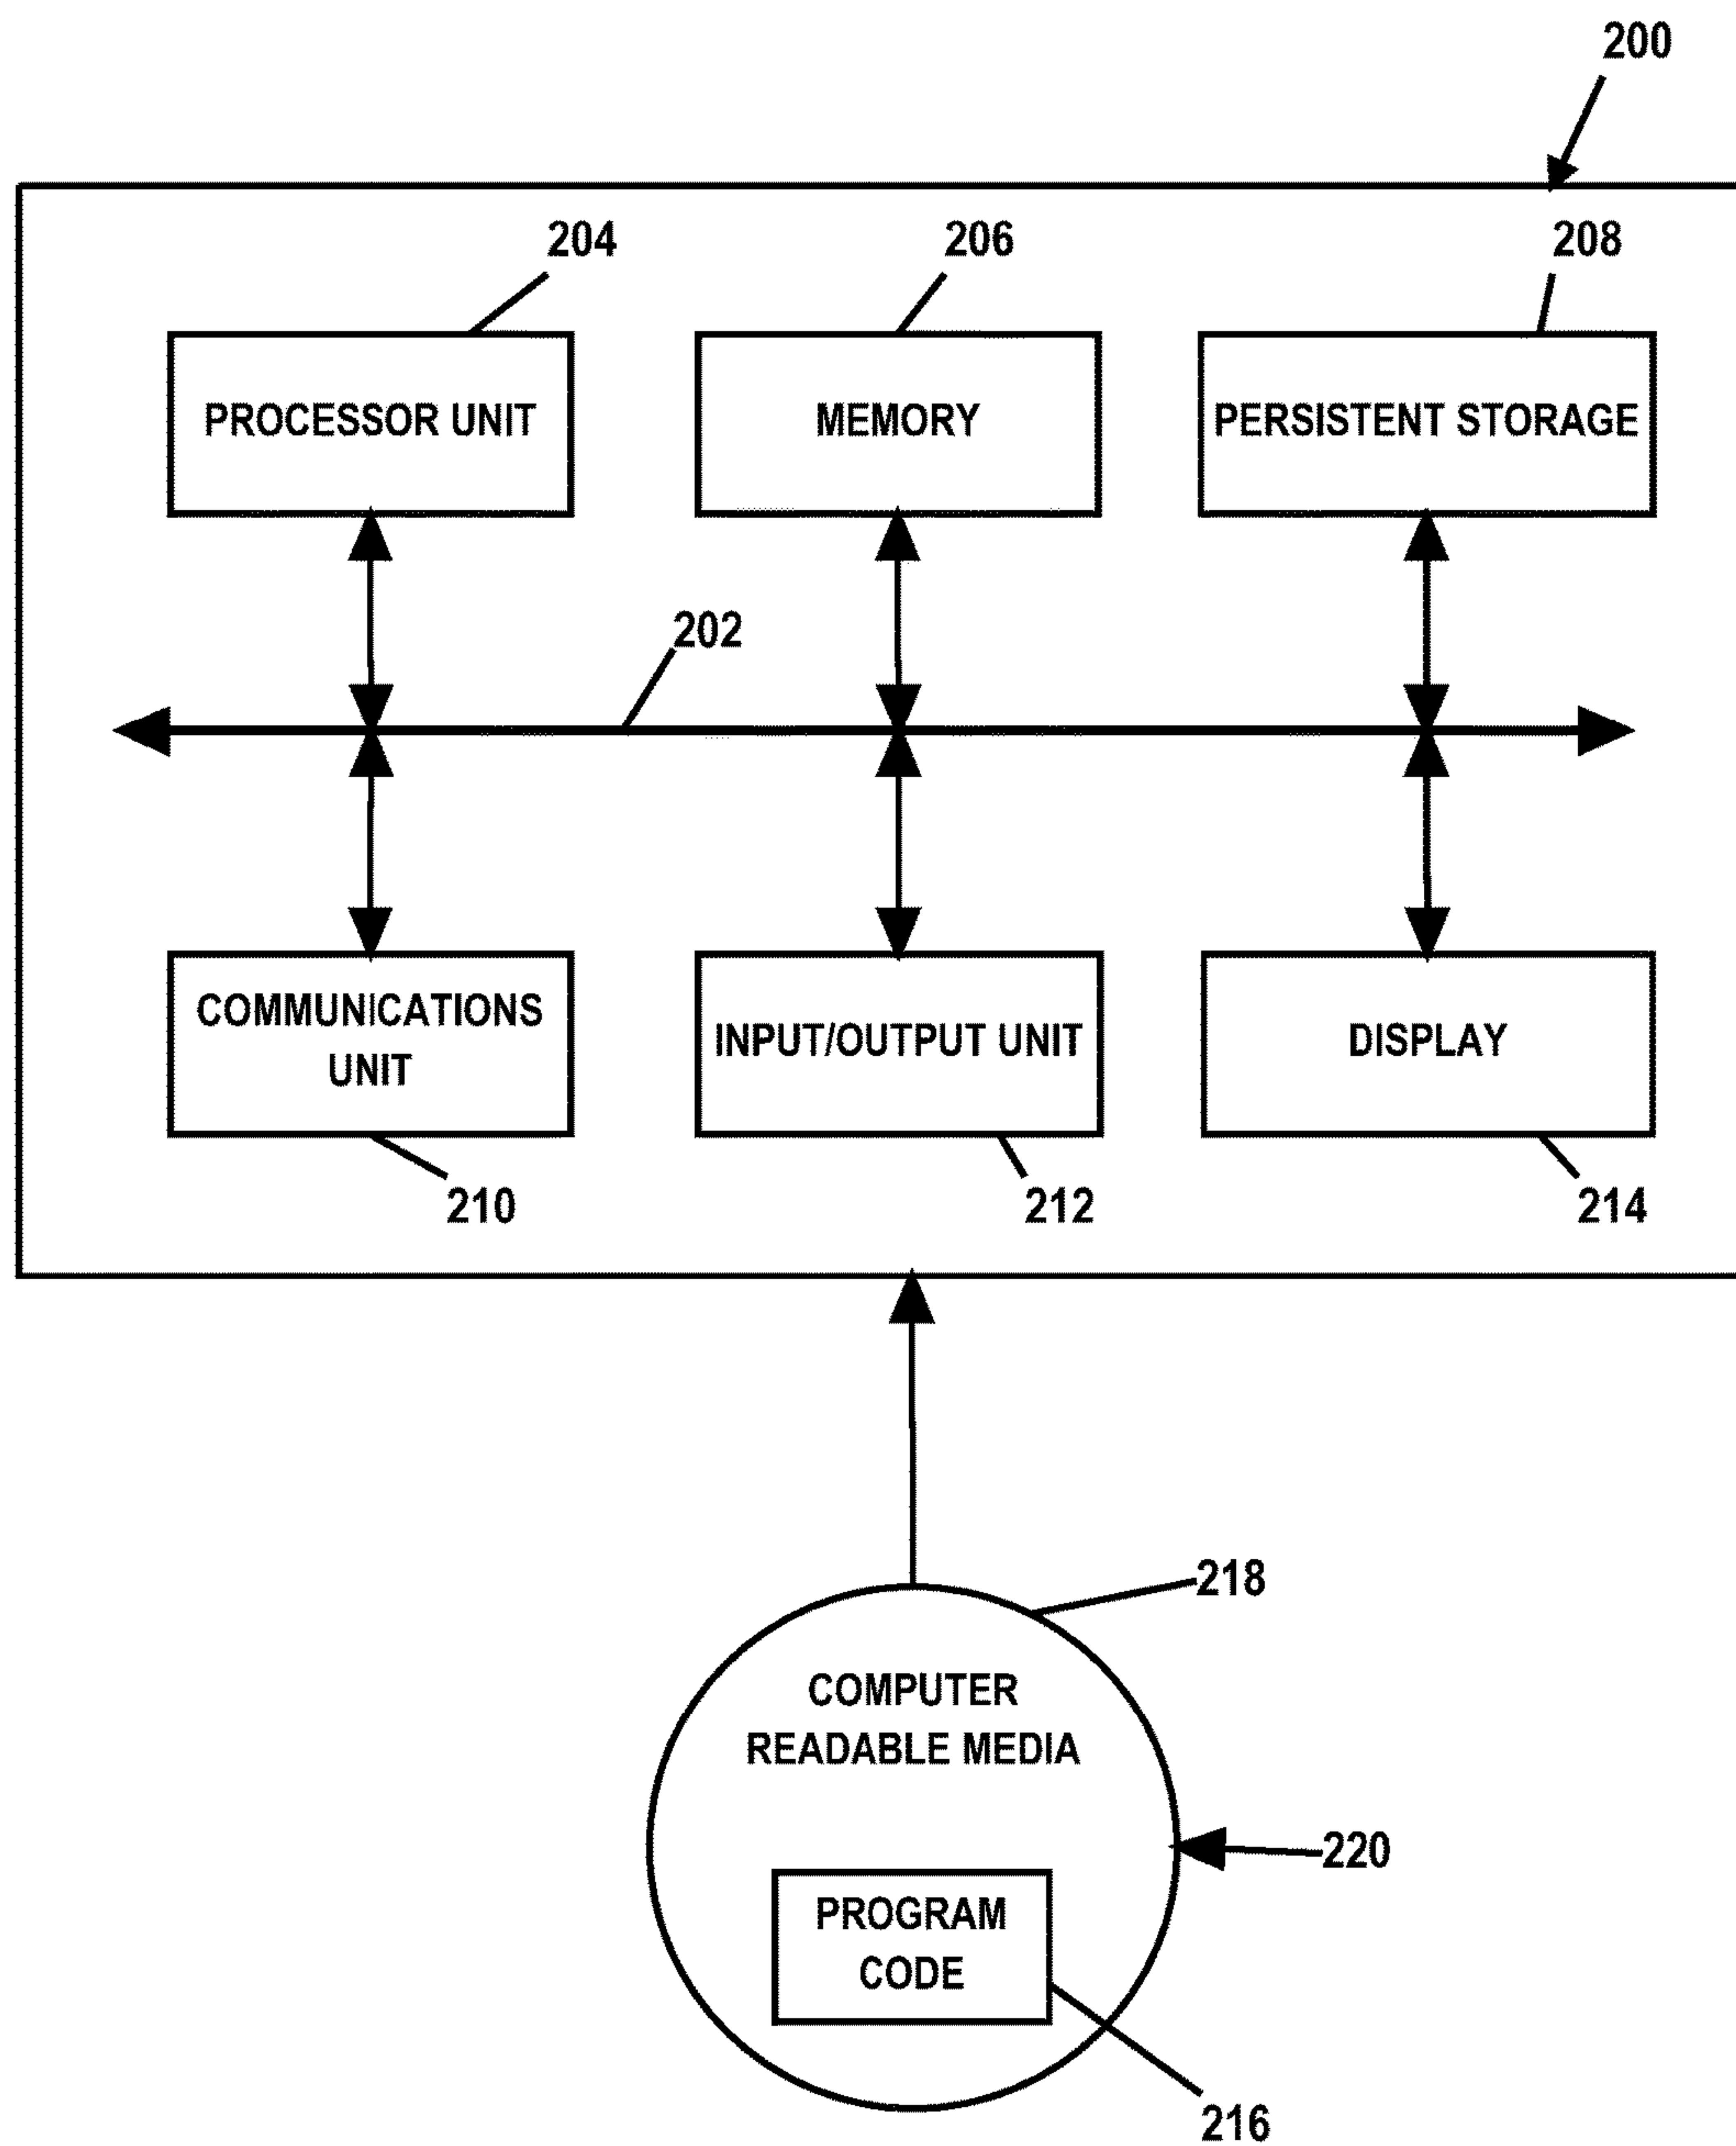 200
204
206
208
PROCESSOR UNIT
MEMORY
PERSISTENT STORAGE
202
COMMUNICATIONS
UNIT
INPUT/OUTPUT UNIT
DISPLAY
210
212
214
218
COMPUTER
READABLE MEDIA
220
PROGRAM
CODE
216